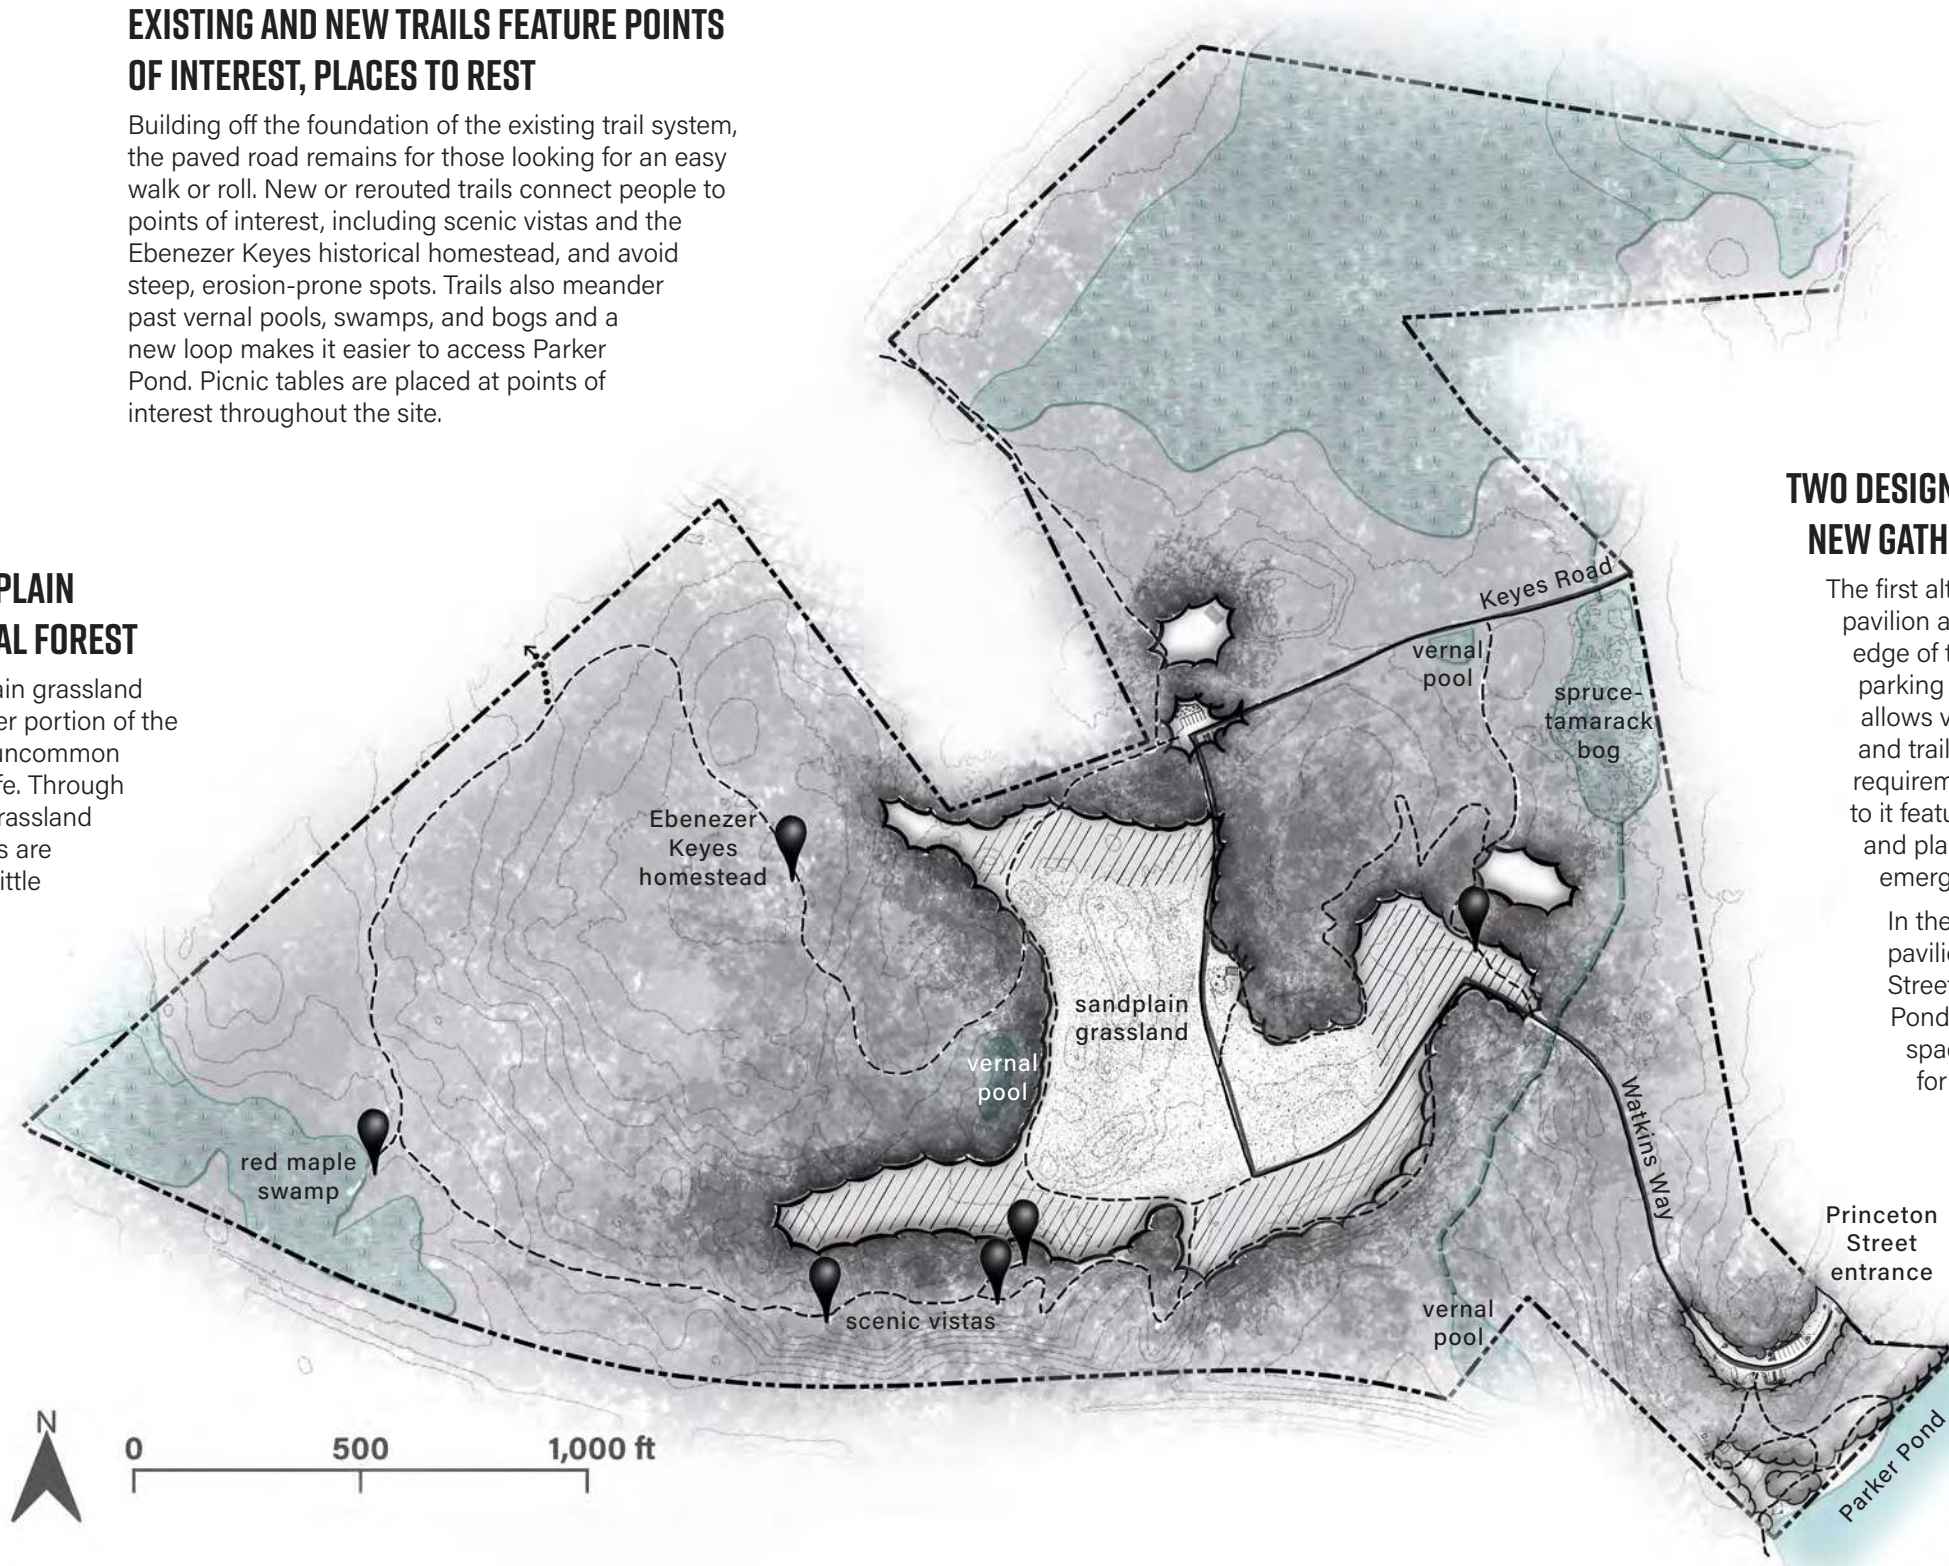 EXISTING AND NEW TRAILS FEATURE POINTS
OF INTEREST, PLACES TO REST
Building off the foundation of the existing trail system,
the paved road remains for those looking for an easy
walk or roll. New or rerouted trails connect people to
points of interest, including scenic vistas and the
Ebenezer Keyes historical homestead, and avoid
steep, erosion-prone spots. Trails also meander
past vernal pools, swamps, and bogs and a
new loop makes it easier to access Parker
Pond. Picnic tables are placed at points of
interest throughout the site.
PLAIN
AL FOREST
ain grassland
er portion of the
uncommon
fe. Through
rassland
s are
ittle
TWO DESIGN
NEW GATH
The first alt
pavilion a
edge of t
parking
allows v
and trail
requirem
to it featu
and pla
emerg
In the
pavili
Street
Pond
spa
for
Keyes Road
vernal
pool
spruce-
tamarack
bog
Ebenezer
Keyes
homestead
sandplain
grassland
vernal
pool
Watkins Way
red maple
swamp
scenic vistas
vernal
pool
Princeton
Street
entrance
Parker Pond
N
0 500 1,000 ft